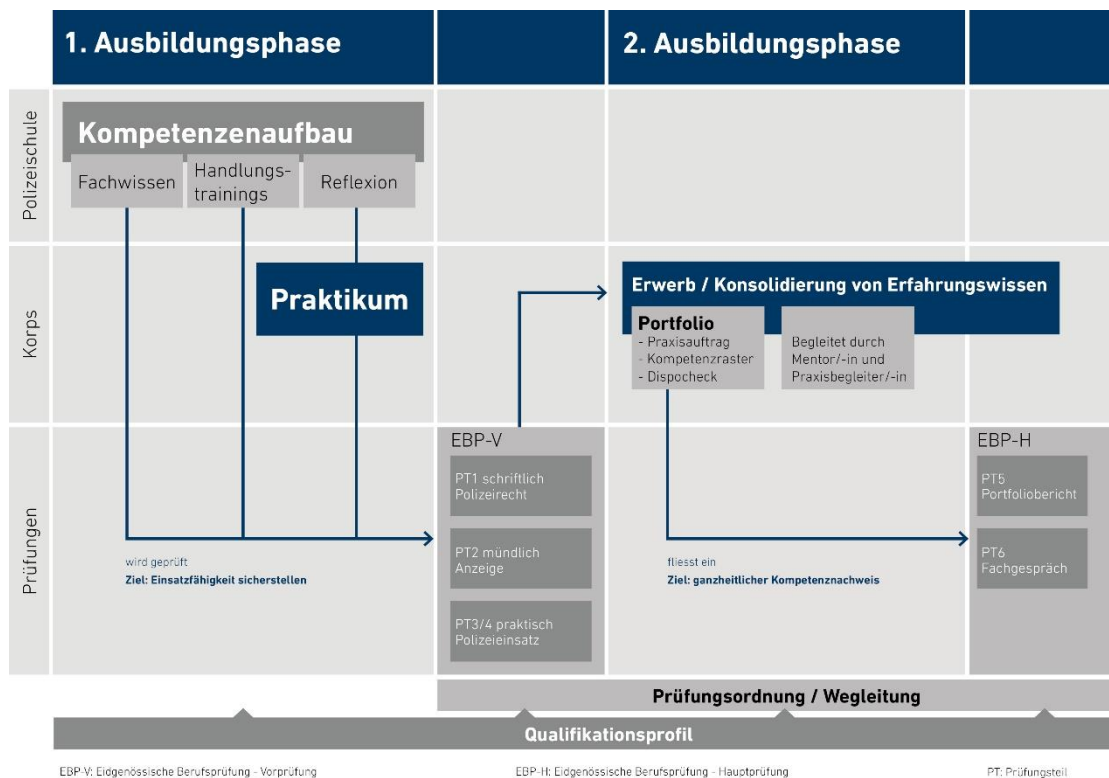 1. Ausbildungsphase
2. Ausbildungsphase
Polizeischule
Kompetenzenaufbau
Fachwissen
Handlungs-
trainings
Reflexion
Korps
Praktikum
Erwerb / Konsolidierung von Erfahrungswissen
Portfolio
- Praxisauftrag
- Kompetenzraster
- Dispocheck
Begleitet durch
Mentor/-in und
Praxisbegleiter/-in
Prüfungen
wird geprüft
Ziel: Einsatzfähigkeit sicherstellen
EBP-V
PT1 schriftlich
Polizeirecht
PT2 mündlich
Anzeige
PT3/4 praktisch
Polizeieinsatz
fliesst ein
Ziel: ganzheitlicher Kompetenznachweis
EBP-H
PT5
Portfoliobericht
PT6
Fachgespräch
Prüfungsordnung / Wegleitung
Qualifikationsprofil
EBP-V: Eidgenössische Berufsprüfung - Vorprüfung
EBP-H: Eidgenössische Berufsprüfung - Hauptprüfung
PT: Prüfungsteil